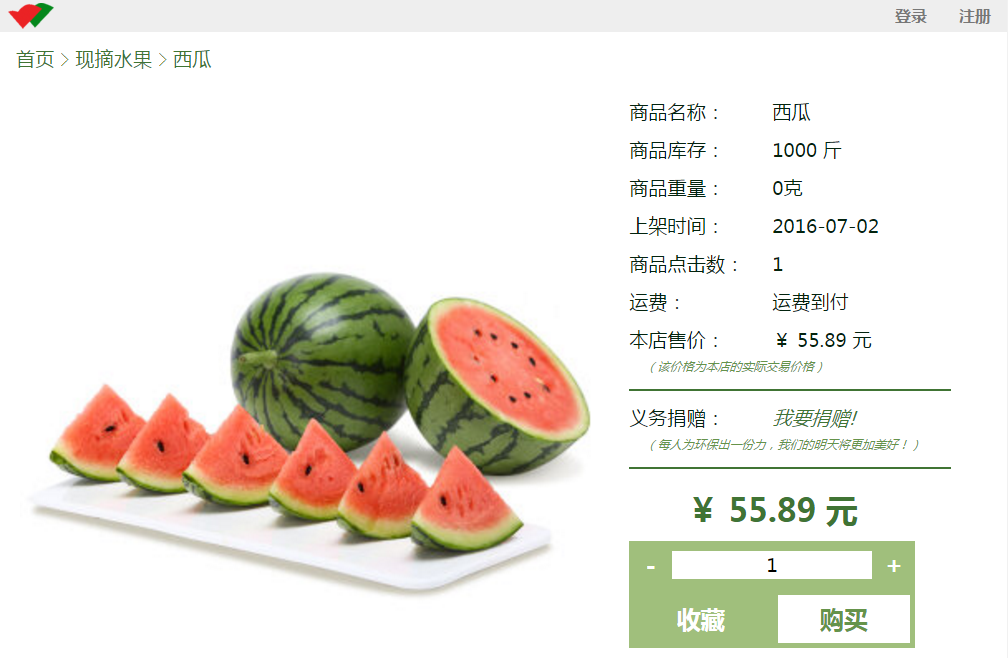 登录 注册
首页 > 现摘水果 > 西瓜
商品名称： 西瓜
商品库存： 1000 斤
商品重量： 0克
上架时间： 2016-07-02
商品点击数： 1
运费： 运费到付
本店售价： ￥ 55.89 元
（该价格为本店的实际交易价格）
义务捐赠： 我要捐赠!
（每人为环保出一份力，我们的明天将更加美好！）
￥ 55.89 元
- 1 +
收藏 购买